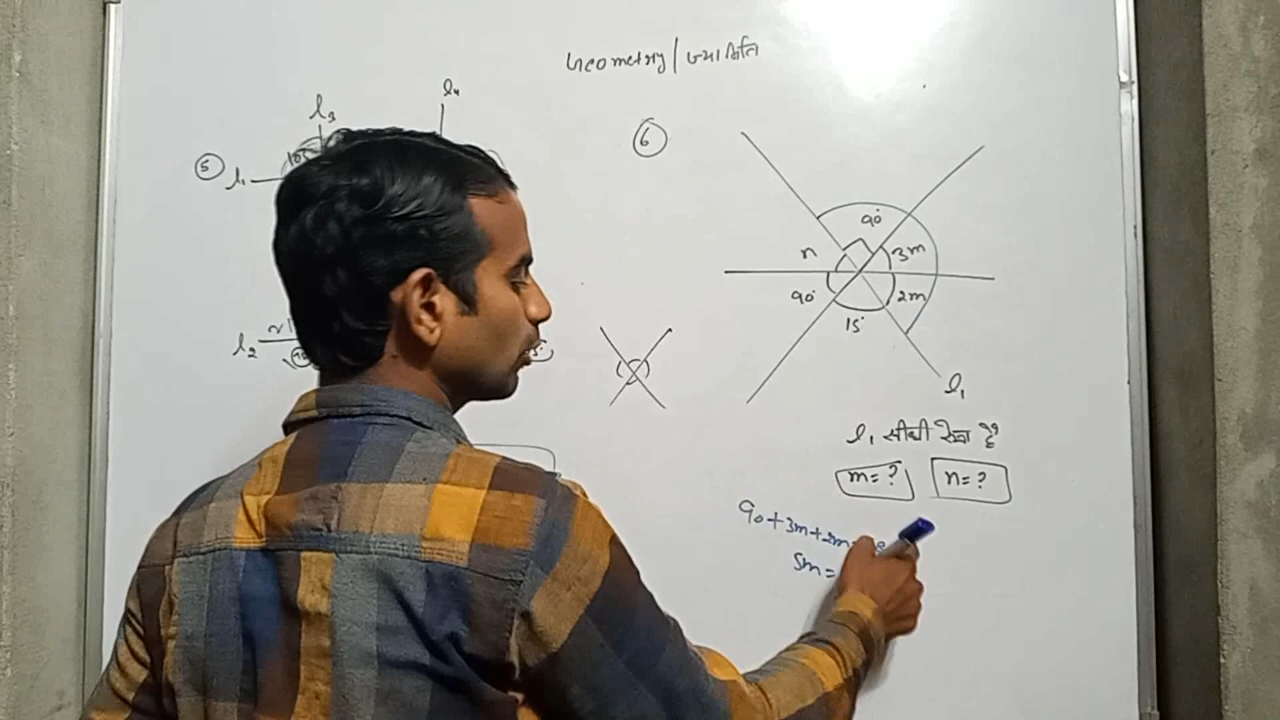 Geometry / ज्यामिति
l₃
l₄
105
⑤ l₁
l₂
⑥
90°
n
3m
90°
2m
15°
l₁
l₁ सीधी रेखा है
m=? n=?
90+3m+2m
5m=